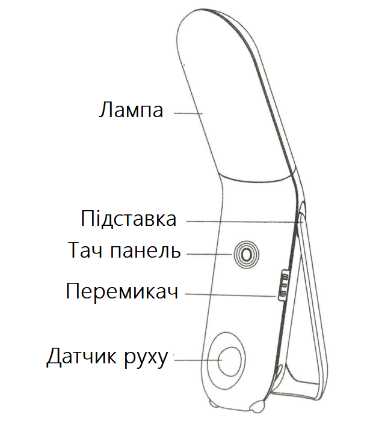 Лампа
Підставка
Тач панель
Перемикач
Датчик руху